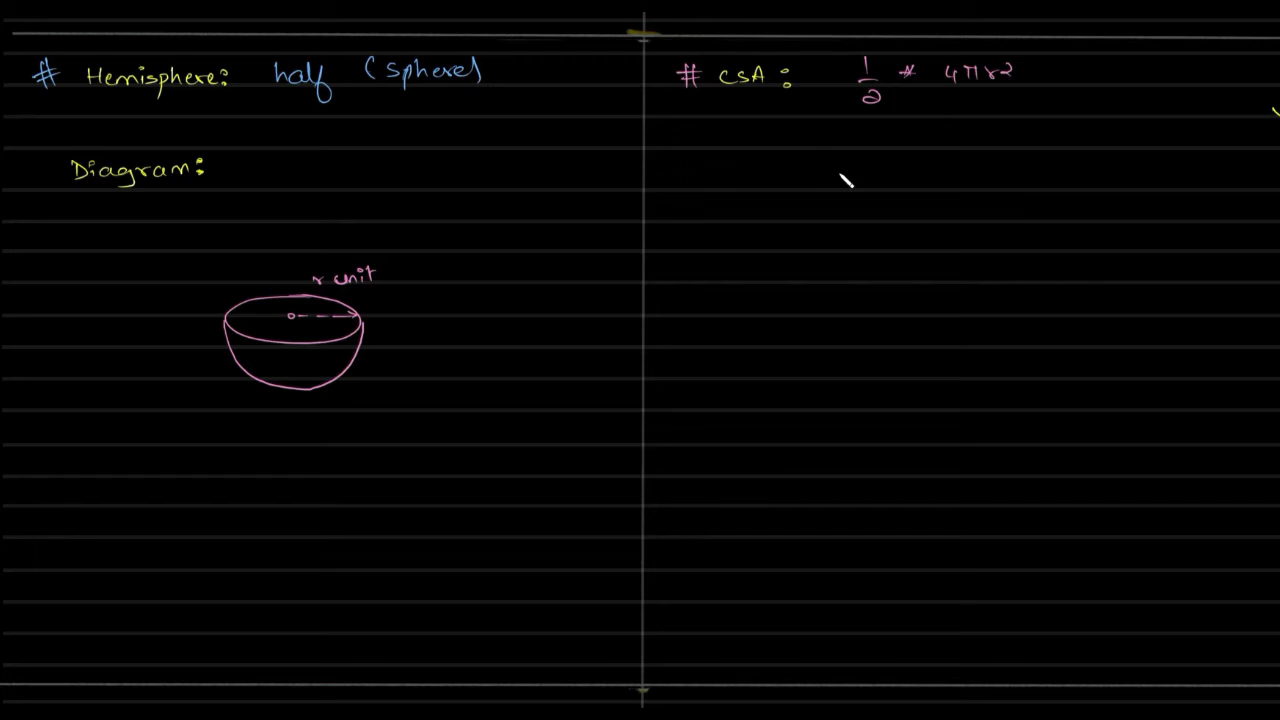 # Hemisphere: half (Sphere)
Diagram:
r unit
# CSA : 1/2 * 4πr2